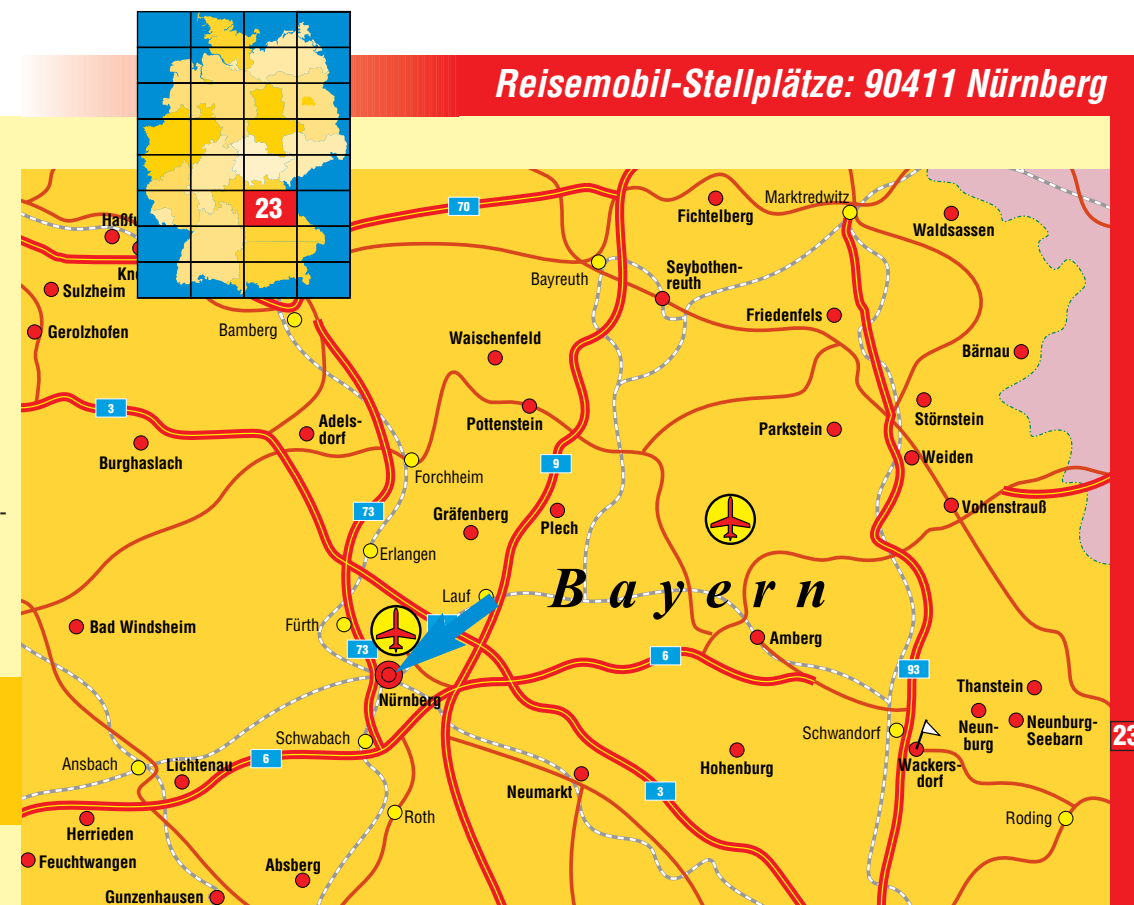 Reisemobil-Stellplätze: 90411 Nürnberg
23
70
Marktredwitz
Fichtelberg
Waldsassen
Haßfu
Bayreuth
Seybothen-
reuth
Kne
Sulzheim
Friedenfels
Gerolzhofen
Bamberg
Waischenfeld
Bärnau
3
Adels-
dorf
Pottenstein
Störnstein
Parkstein
Burghaslach
9
Weiden
Forchheim
73
Gräfenberg
Plech
Vohenstrauß
-
Erlangen
Lauf
Bayern
Fürth
Bad Windsheim
Amberg
73
6
93
Nürnberg
Thanstein
Neun-
burg
Neunburg-
Seebarn
23
Schwabach
Schwandorf
6
Ansbach
Lichtenau
Hohenburg
Wackers-
dorf
Neumarkt
3
Roth
Roding
Herrieden
Feuchtwangen
Absberg
Gunzenhausen